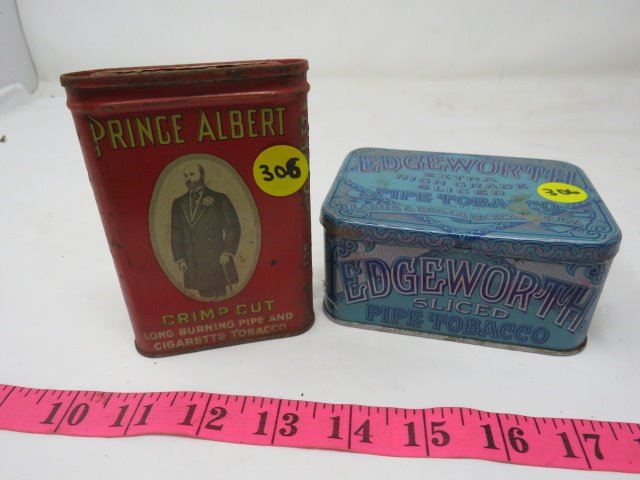 PRINCE ALBERT
306
CRIMP CUT
LONG BURNING PIPE AND
CIGARETTE TOBACCO
EDGEWORTH
EXTRA
HIGH GRADE
SLICED
PIPE TOBACCO
306
EDGEWORTH
SLICED
PIPE TOBACCO
10 11 12 13 14 15 16 17